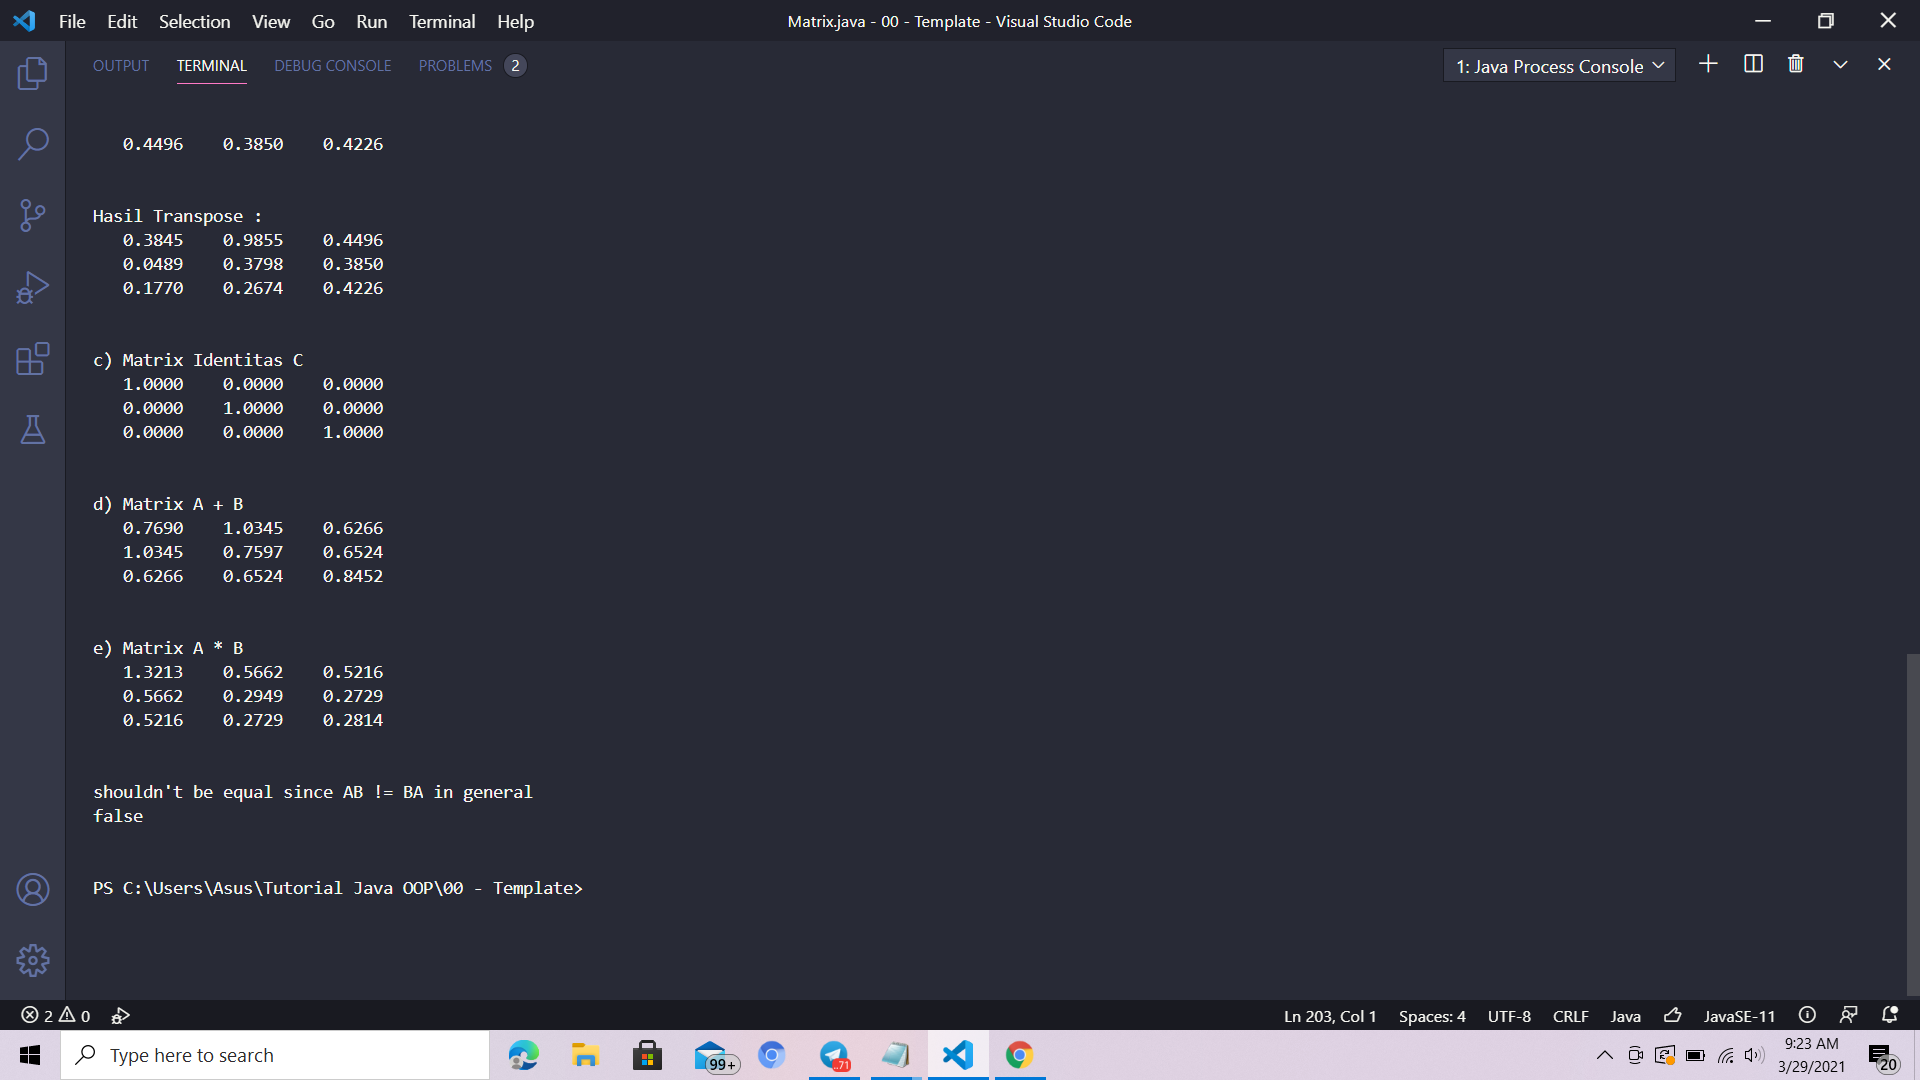 File Edit Selection View Go Run Terminal Help
Matrix.java - 00 - Template - Visual Studio Code
OUTPUT TERMINAL DEBUG CONSOLE PROBLEMS 2
1: Java Process Console
0.4496 0.3850 0.4226
Hasil Transpose :
0.3845 0.9855 0.4496
0.0489 0.3798 0.3850
0.1770 0.2674 0.4226
c) Matrix Identitas C
1.0000 0.0000 0.0000
0.0000 1.0000 0.0000
0.0000 0.0000 1.0000
d) Matrix A + B
0.7690 1.0345 0.6266
1.0345 0.7597 0.6524
0.6266 0.6524 0.8452
e) Matrix A * B
1.3213 0.5662 0.5216
0.5662 0.2949 0.2729
0.5216 0.2729 0.2814
shouldn't be equal since AB != BA in general
false
PS C:\Users\Asus\Tutorial Java OOP\00 - Template>
2 0
Ln 203, Col 1 Spaces: 4 UTF-8 CRLF Java JavaSE-11
Type here to search
99+
..71
9:23 AM
3/29/2021
20